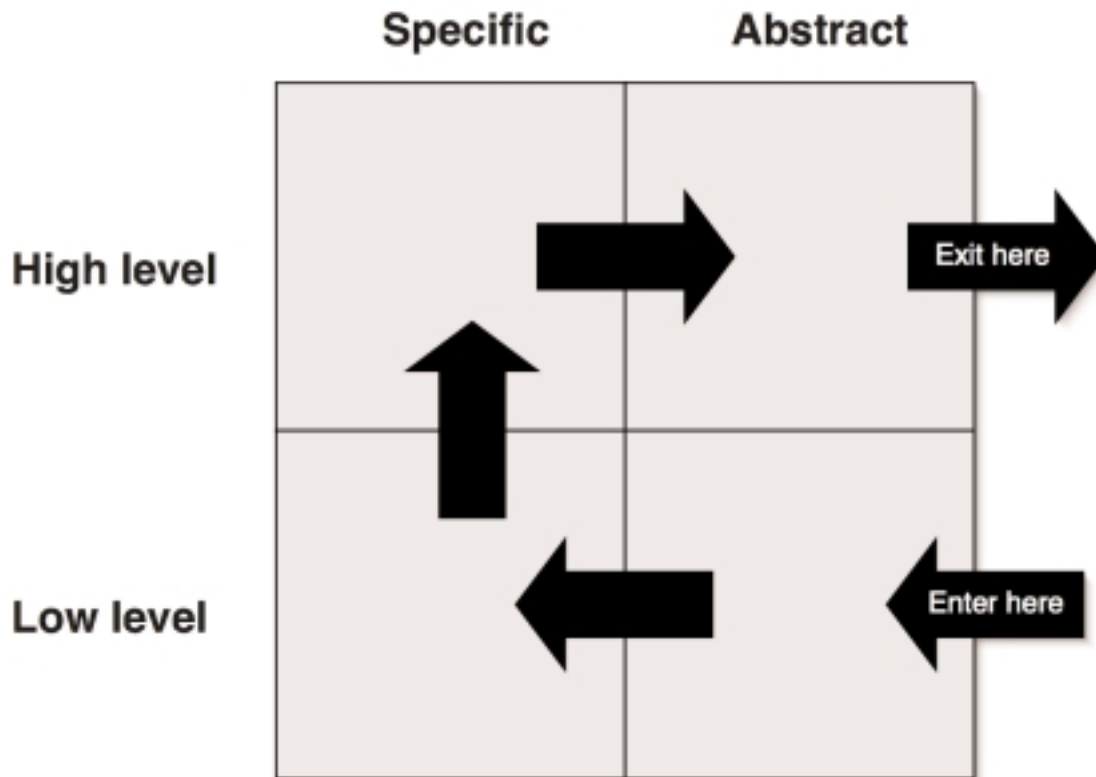 Specific
Abstract
High level
Exit here
Low level
Enter here